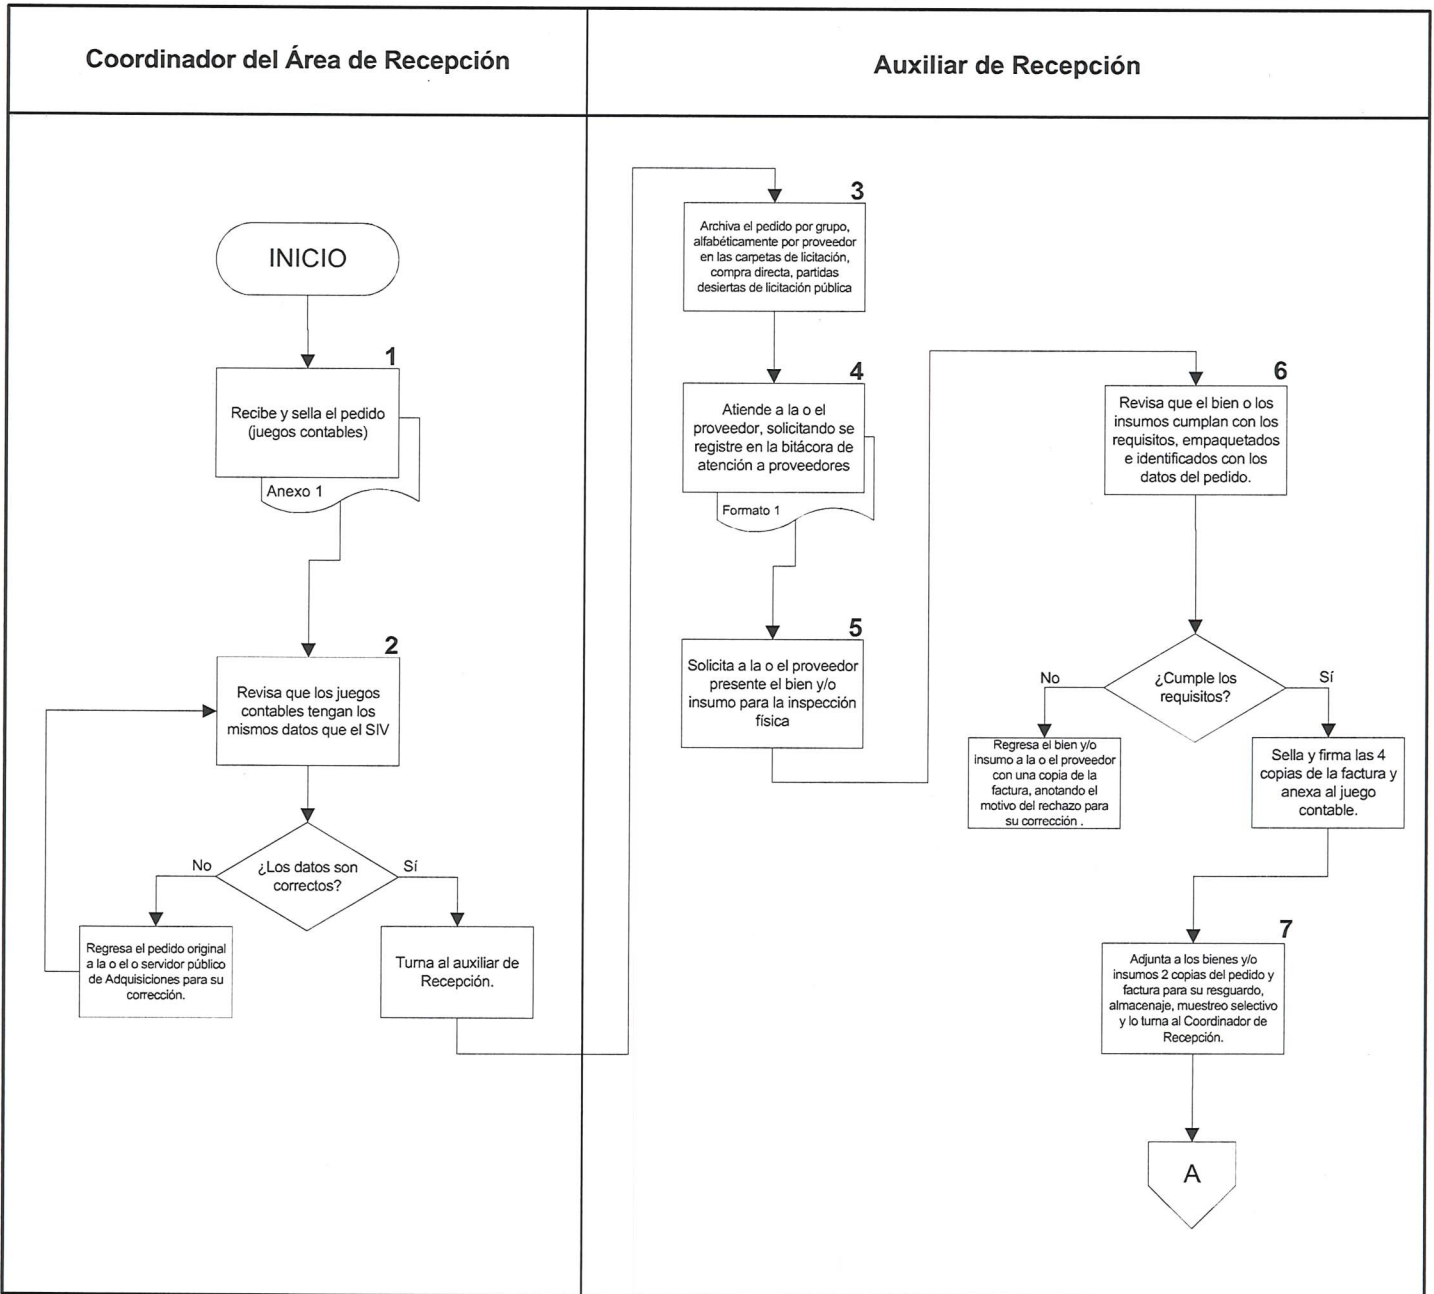 Coordinador del Área de Recepción
Auxiliar de Recepción
INICIO
1
Recibe y sella el pedido
(juegos contables)
Anexo 1
2
Revisa que los juegos
contables tengan los
mismos datos que el SIV
¿Los datos son
correctos?
No
Sí
Regresa el pedido original
a la o el o servidor público
de Adquisiciones para su
corrección.
Turna al auxiliar de
Recepción.
3
Archiva el pedido por grupo,
alfabéticamente por proveedor
en las carpetas de licitación,
compra directa, partidas
desiertas de licitación pública
4
Atiende a la o el
proveedor, solicitando se
registre en la bitácora de
atención a proveedores
Formato 1
5
Solicita a la o el proveedor
presente el bien y/o
insumo para la inspección
física
6
Revisa que el bien o los
insumos cumplan con los
requisitos, empaquetados
e identificados con los
datos del pedido.
¿Cumple los
requisitos?
No
Sí
Regresa el bien y/o
insumo a la o el proveedor
con una copia de la
factura, anotando el
motivo del rechazo para
su corrección .
Sella y firma las 4
copias de la factura y
anexa al juego
contable.
7
Adjunta a los bienes y/o
insumos 2 copias del pedido y
factura para su resguardo,
almacenaje, muestreo selectivo
y lo turna al Coordinador de
Recepción.
A